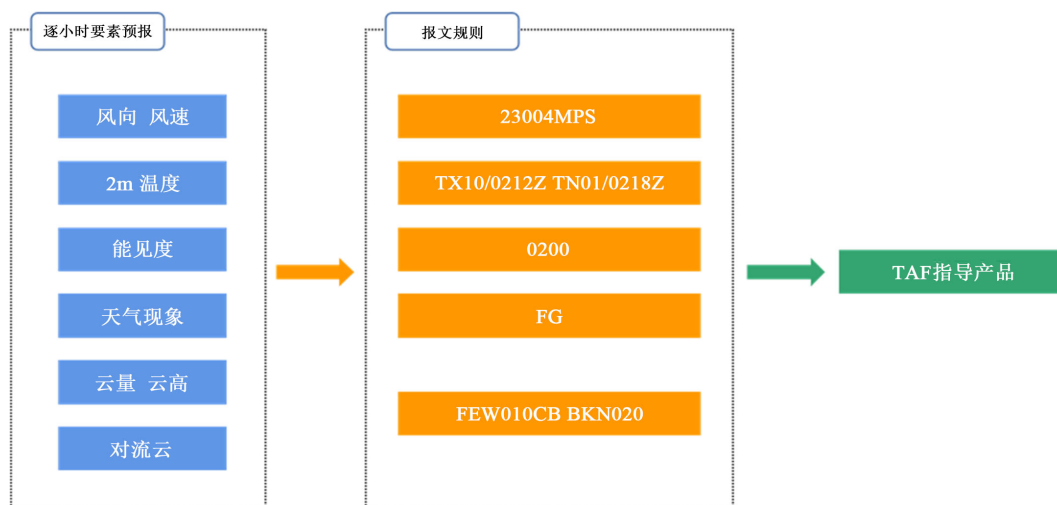 逐小时要素预报
风向 风速
2m 温度
能见度
天气现象
云量 云高
对流云
报文规则
23004MPS
TX10/0212Z TN01/0218Z
0200
FG
FEW010CB BKN020
TAF指导产品